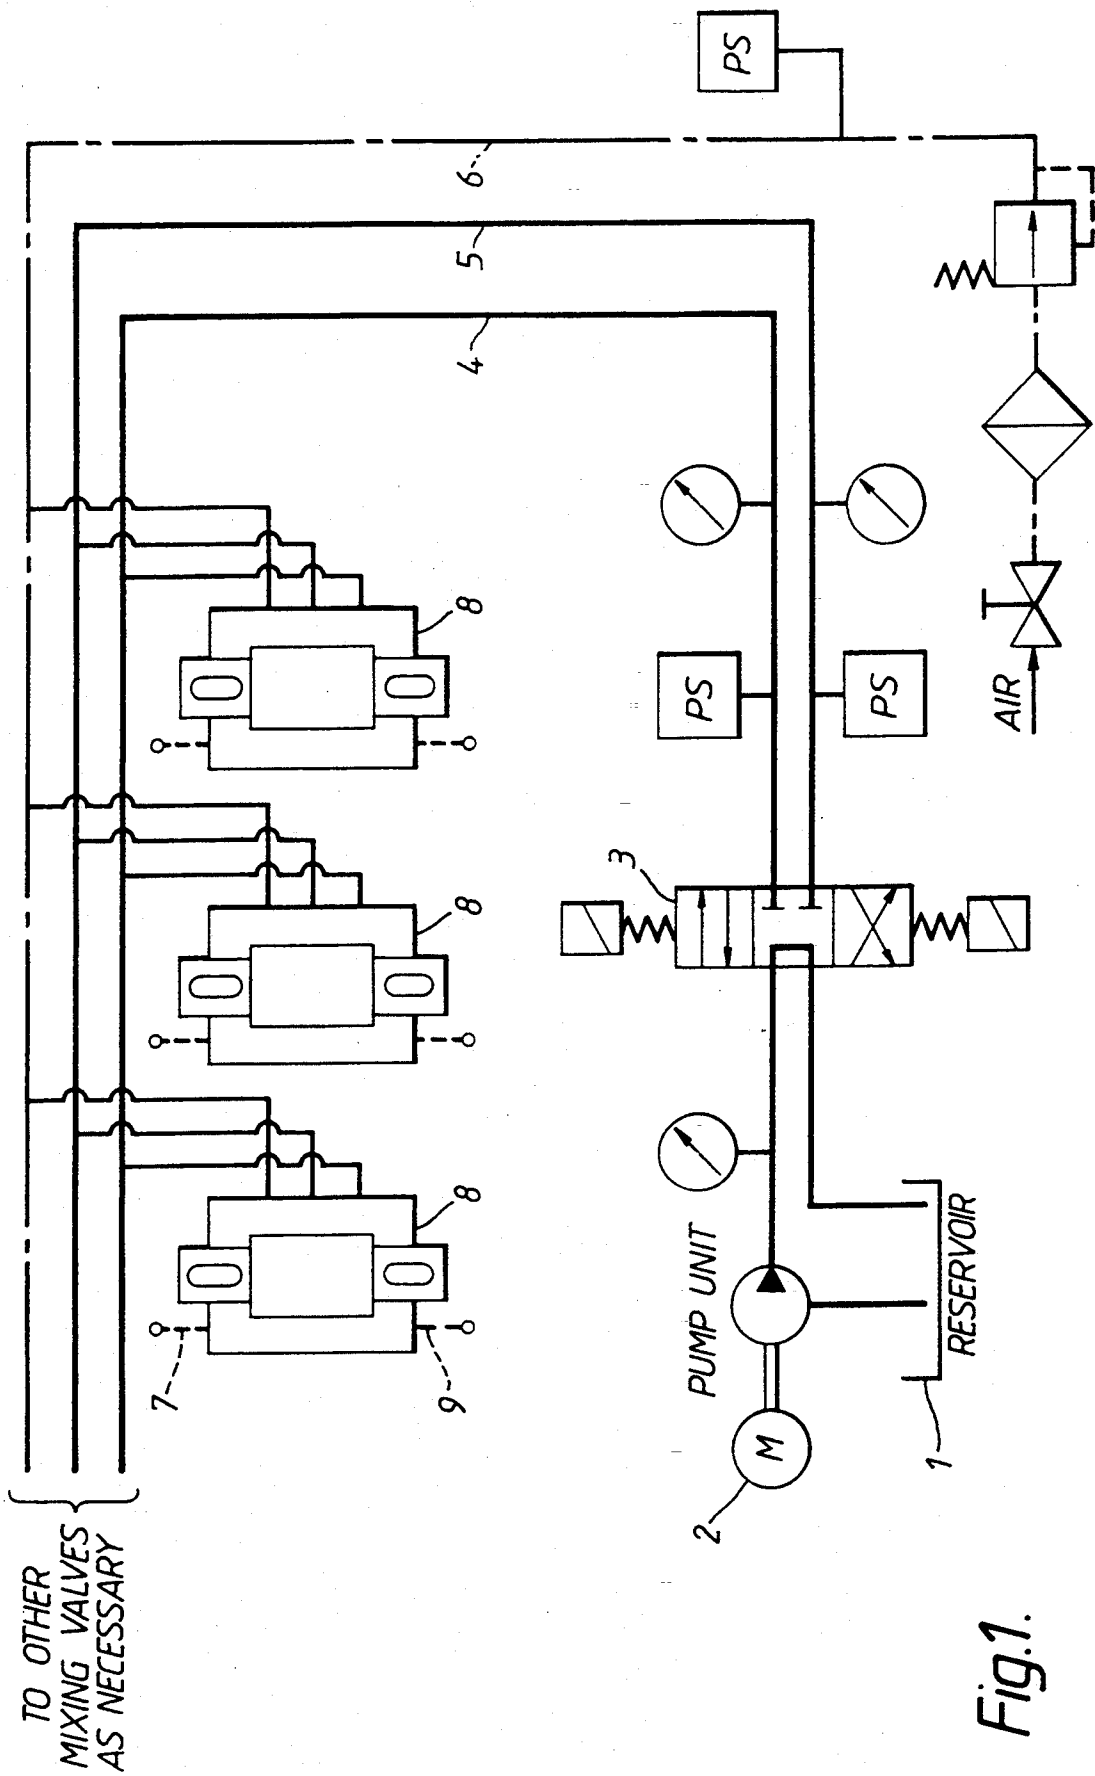 TO OTHER
MIXING VALVES
AS NECESSARY
7
9
8
8
8
6
5
4
PS
PS
PS
3
PUMP UNIT
M
2
RESERVOIR
1
AIR
Fig.1.